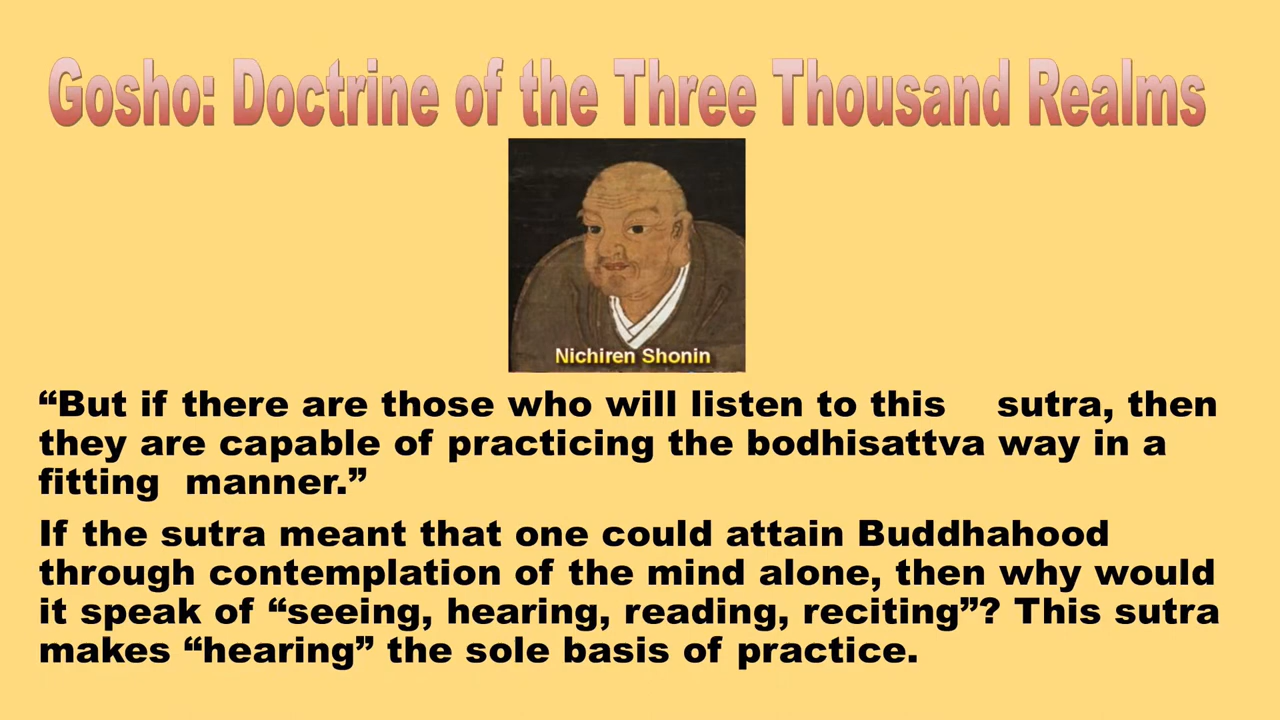 Gosho: Doctrine of the Three Thousand Realms
Nichiren Shonin
“But if there are those who will listen to this sutra, then
they are capable of practicing the bodhisattva way in a
fitting manner.”
If the sutra meant that one could attain Buddhahood
through contemplation of the mind alone, then why would
it speak of “seeing, hearing, reading, reciting”? This sutra
makes “hearing” the sole basis of practice.